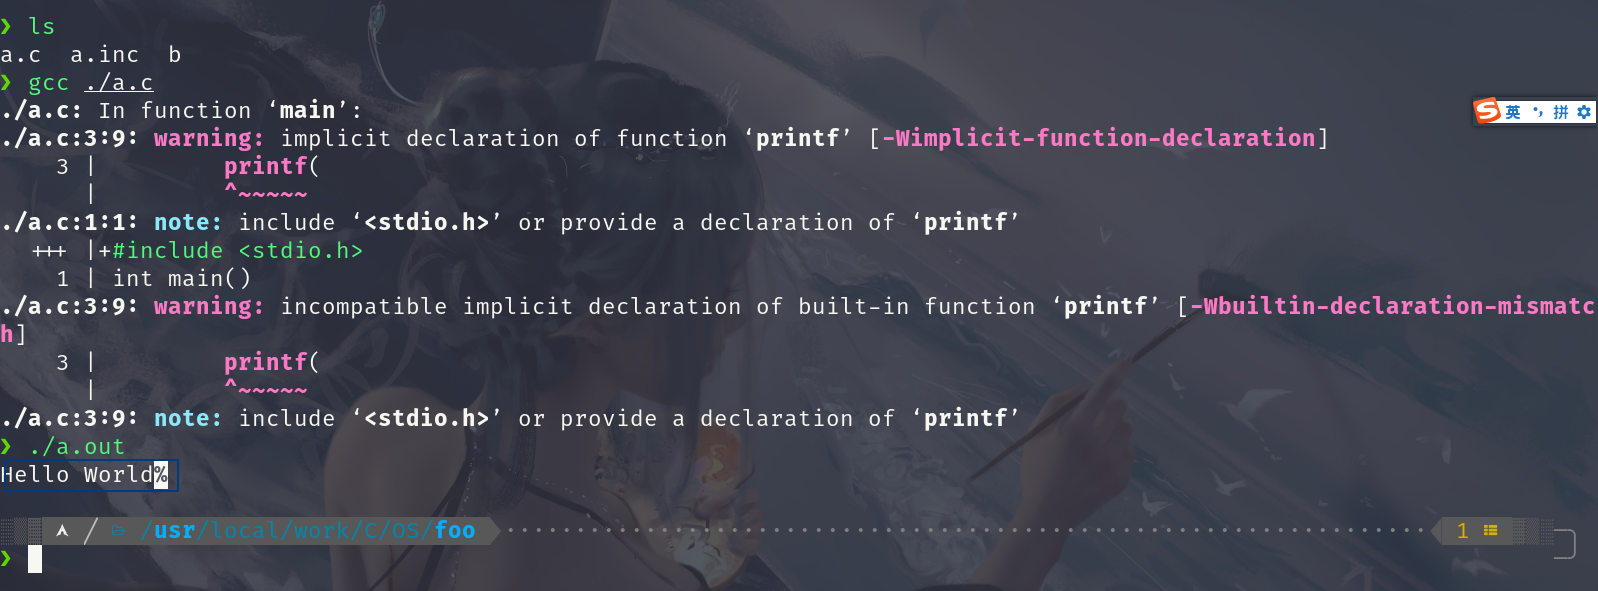 ❯ ls
a.c  a.inc  b
❯ gcc ./a.c
./a.c: In function ‘main’:
./a.c:3:9: warning: implicit declaration of function ‘printf’ [-Wimplicit-function-declaration]
    3 |         printf(
      |         ^~~~~~
./a.c:1:1: note: include ‘<stdio.h>’ or provide a declaration of ‘printf’
  +++ |+#include <stdio.h>
    1 | int main()
./a.c:3:9: warning: incompatible implicit declaration of built-in function ‘printf’ [-Wbuiltin-declaration-mismatc
h]
    3 |         printf(
      |         ^~~~~~
./a.c:3:9: note: include ‘<stdio.h>’ or provide a declaration of ‘printf’
❯ ./a.out
Hello World%
/ /usr/local/work/C/OS/foo 1
❯
S 英 拼